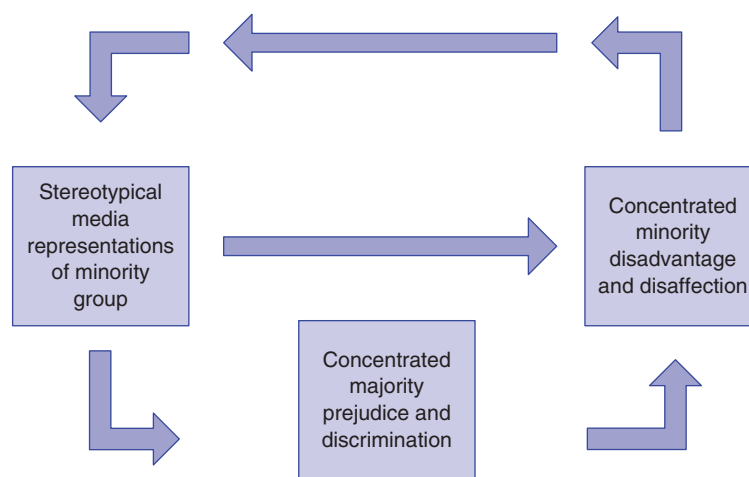 Stereotypical
media
representations
of minority
group
Concentrated
minority
disadvantage
and disaffection
Concentrated
majority
prejudice and
discrimination